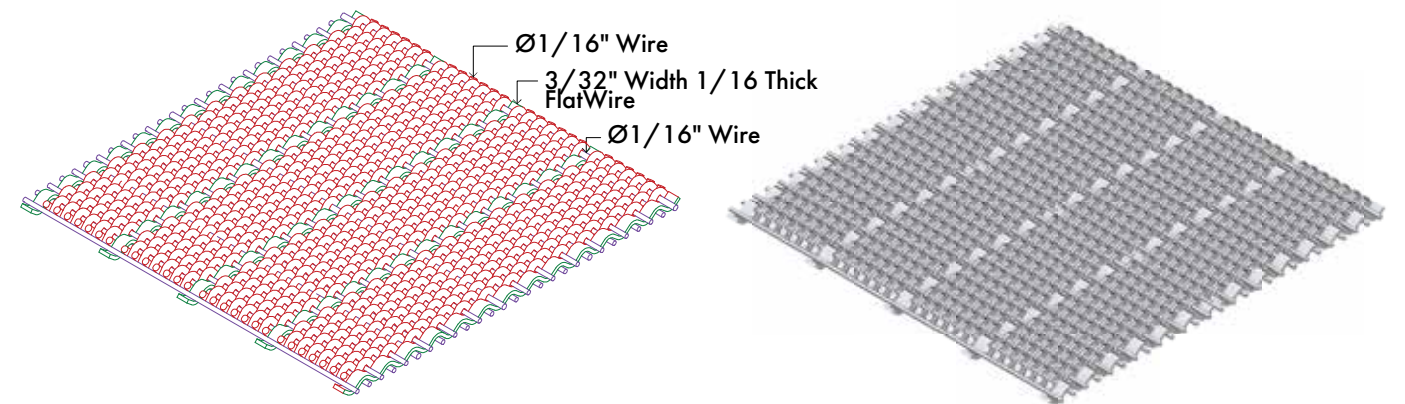 Ø1/16" Wire
3/32" Width 1/16 Thick
FlatWire
Ø1/16" Wire